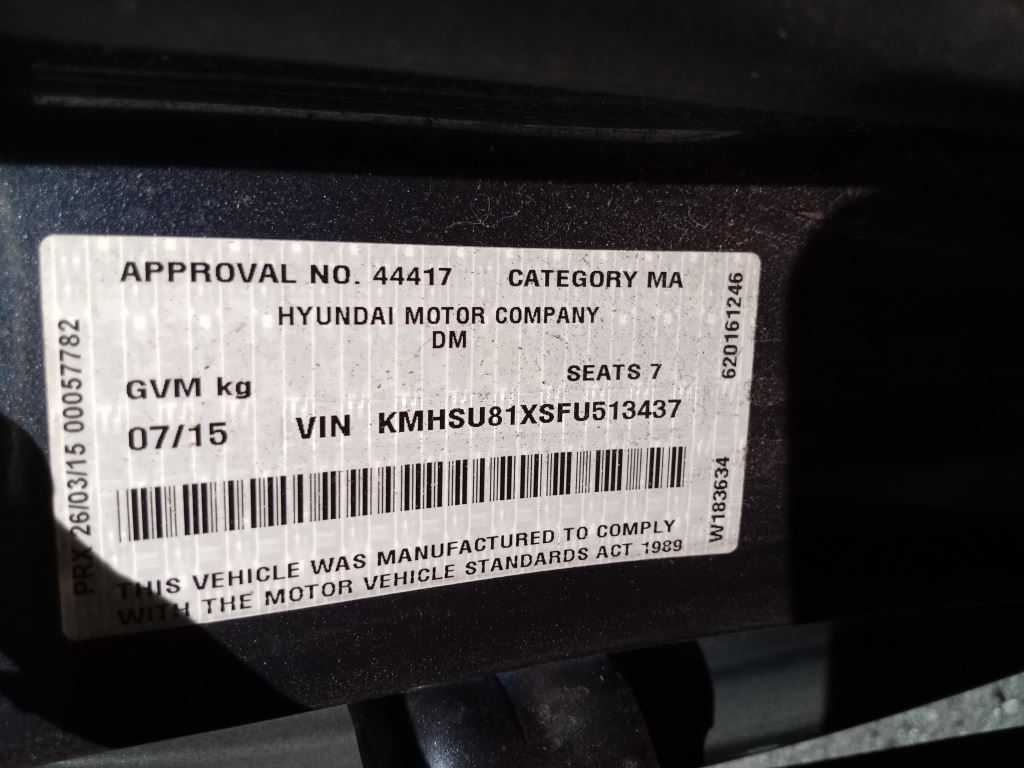 APPROVAL NO. 44417 CATEGORY MA
HYUNDAI MOTOR COMPANY
DM
GVM kg SEATS 7
07/15 VIN KMHSU81XSFU513437
THIS VEHICLE WAS MANUFACTURED TO COMPLY
WITH THE MOTOR VEHICLE STANDARDS ACT 1989
PRX 26/03/15 00057782
620161246
W183634